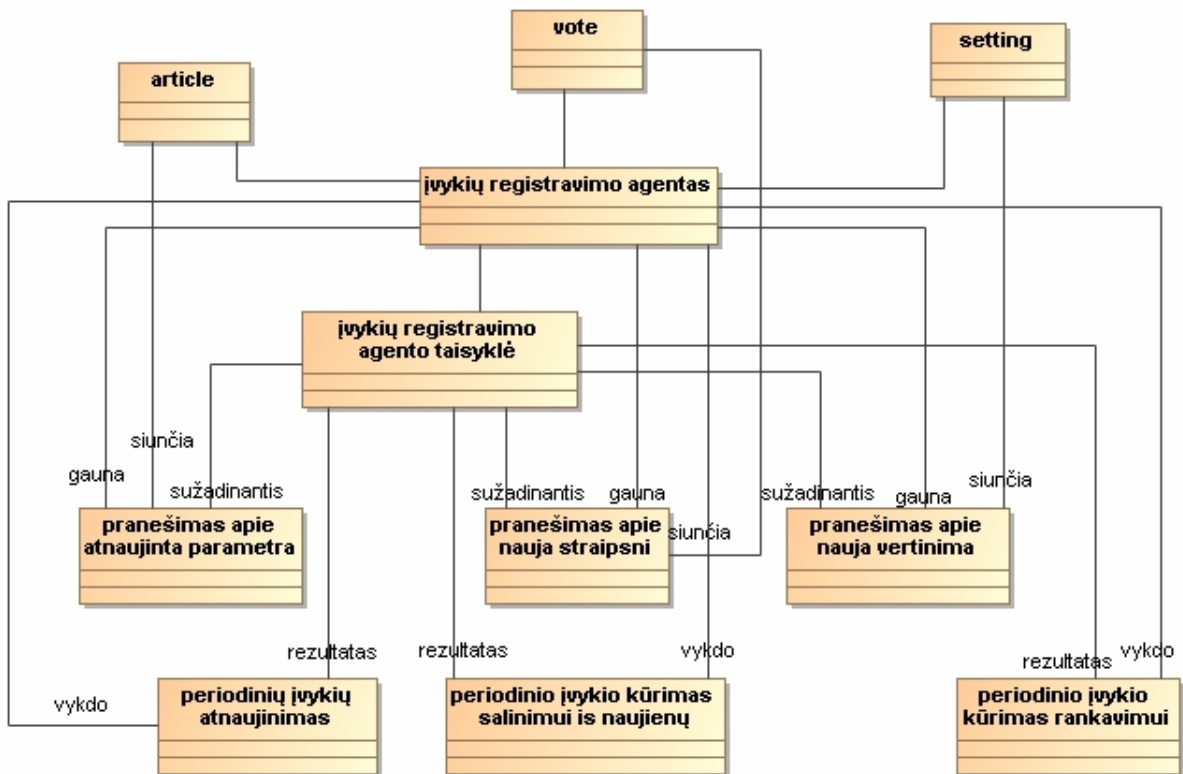 vote
setting
article
įvykių registravimo agentas
įvykių registravimo
agento taisyklė
siunčia
gauna
siunčia
sužadinantis
sužadinantis
gauna
sužadinantis
gauna
pranešimas apie
atnaujinta parametra
pranešimas apie
nauja straipsni
siunčia
pranešimas apie
nauja vertinima
rezultatas
rezultatas
vykdo
rezultatas
vykdo
vykdo
periodinių įvykių
atnaujinimas
periodinio įvykio kūrimas
salinimui is naujienų
periodinio įvykio
kūrimas rankavimui